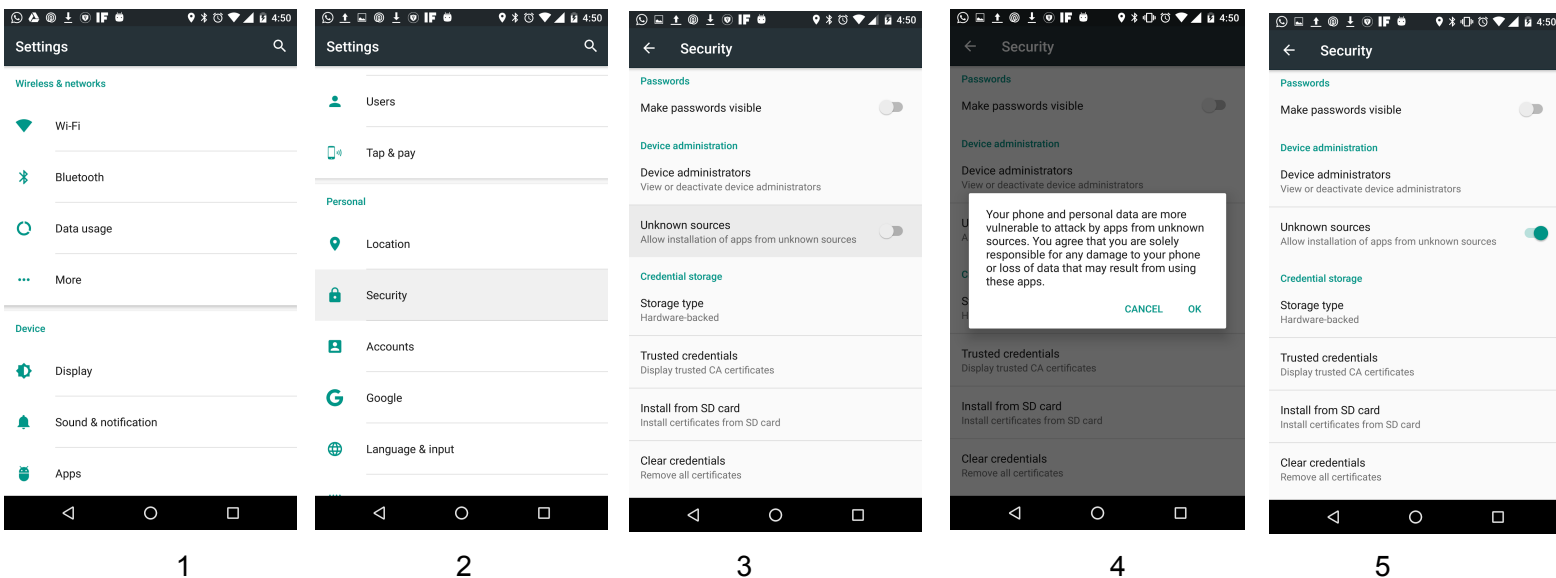 4:50
Settings
Wireless & networks
Wi-Fi
Bluetooth
Data usage
More
Device
Display
Sound & notification
Apps
1
IF
4:50
Settings
Users
Tap & pay
Personal
Location
Security
Accounts
Google
Language & input
2
IF
4:50
Security
Passwords
Make passwords visible
Device administration
Device administrators
View or deactivate device administrators
Unknown sources
Allow installation of apps from unknown sources
Credential storage
Storage type
Hardware-backed
Trusted credentials
Display trusted CA certificates
Install from SD card
Install certificates from SD card
Clear credentials
Remove all certificates
3
IF
4:50
Security
Passwords
Make passwords visible
Device administration
Device administrators
View or deactivate device administrators
Your phone and personal data are more
vulnerable to attack by apps from unknown
sources. You agree that you are solely
responsible for any damage to your phone
or loss of data that may result from using
these apps.
CANCEL OK
Trusted credentials
Display trusted CA certificates
Install from SD card
Install certificates from SD card
Clear credentials
Remove all certificates
4
IF
4:50
Security
Passwords
Make passwords visible
Device administration
Device administrators
View or deactivate device administrators
Unknown sources
Allow installation of apps from unknown sources
Credential storage
Storage type
Hardware-backed
Trusted credentials
Display trusted CA certificates
Install from SD card
Install certificates from SD card
Clear credentials
Remove all certificates
5